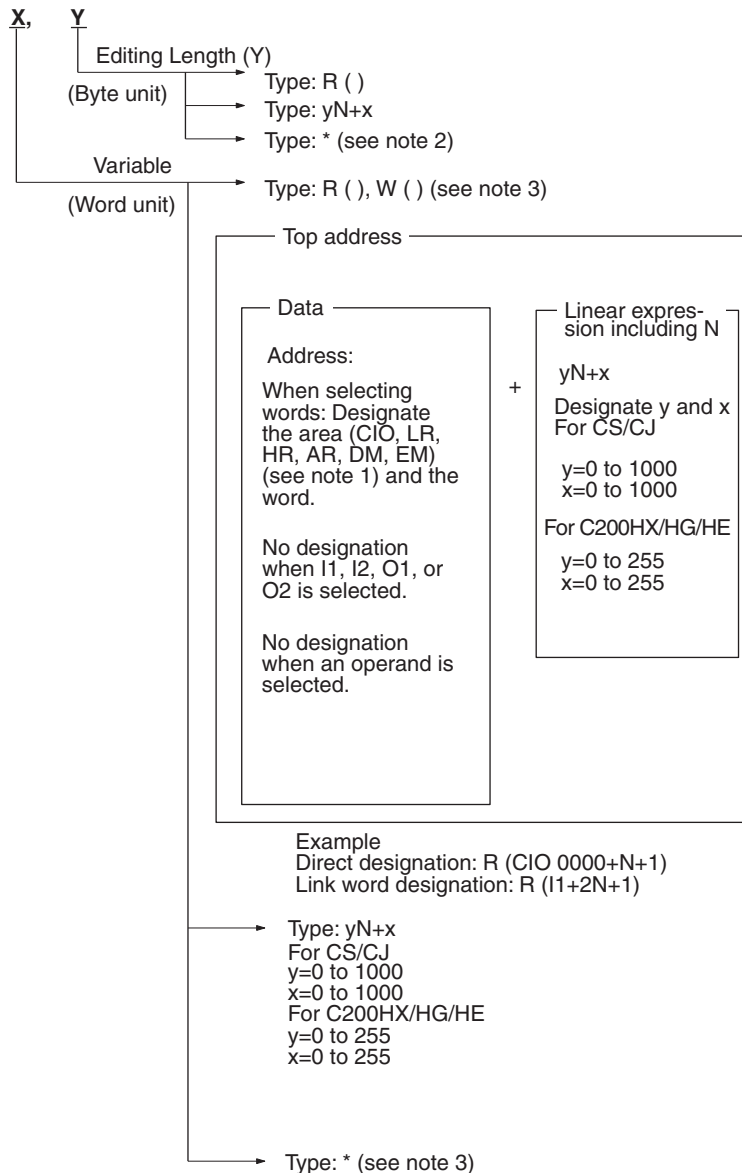 X, Y
Editing Length (Y)
(Byte unit)
Type: R ( )
Type: yN+x
Type: * (see note 2)
Variable
(Word unit)
Type: R ( ), W ( ) (see note 3)
Top address
Data
Address:
When selecting
words: Designate
the area (CIO, LR,
HR, AR, DM, EM)
(see note 1) and the
word.
No designation
when I1, I2, O1, or
O2 is selected.
No designation
when an operand is
selected.
+
Linear expres-
sion including N
yN+x
Designate y and x
For CS/CJ
y=0 to 1000
x=0 to 1000
For C200HX/HG/HE
y=0 to 255
x=0 to 255
Example
Direct designation: R (CIO 0000+N+1)
Link word designation: R (I1+2N+1)
Type: yN+x
For CS/CJ
y=0 to 1000
x=0 to 1000
For C200HX/HG/HE
y=0 to 255
x=0 to 255
Type: * (see note 3)